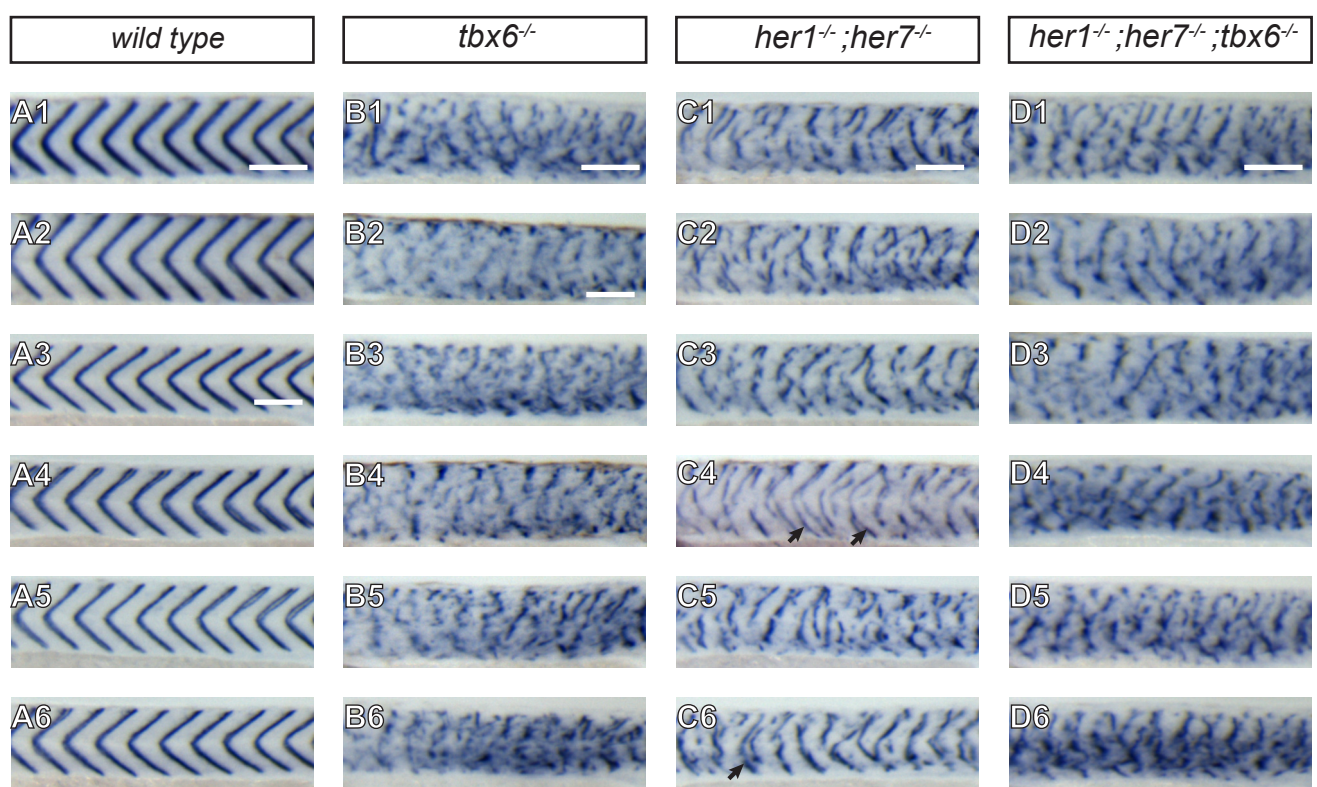 wild type tbx6-/- her1-/- ;her7-/- her1-/- ;her7-/- ;tbx6-/-
A1 B1 C1 D1
A2 B2 C2 D2
A3 B3 C3 D3
A4 B4 C4 D4
A5 B5 C5 D5
A6 B6 C6 D6